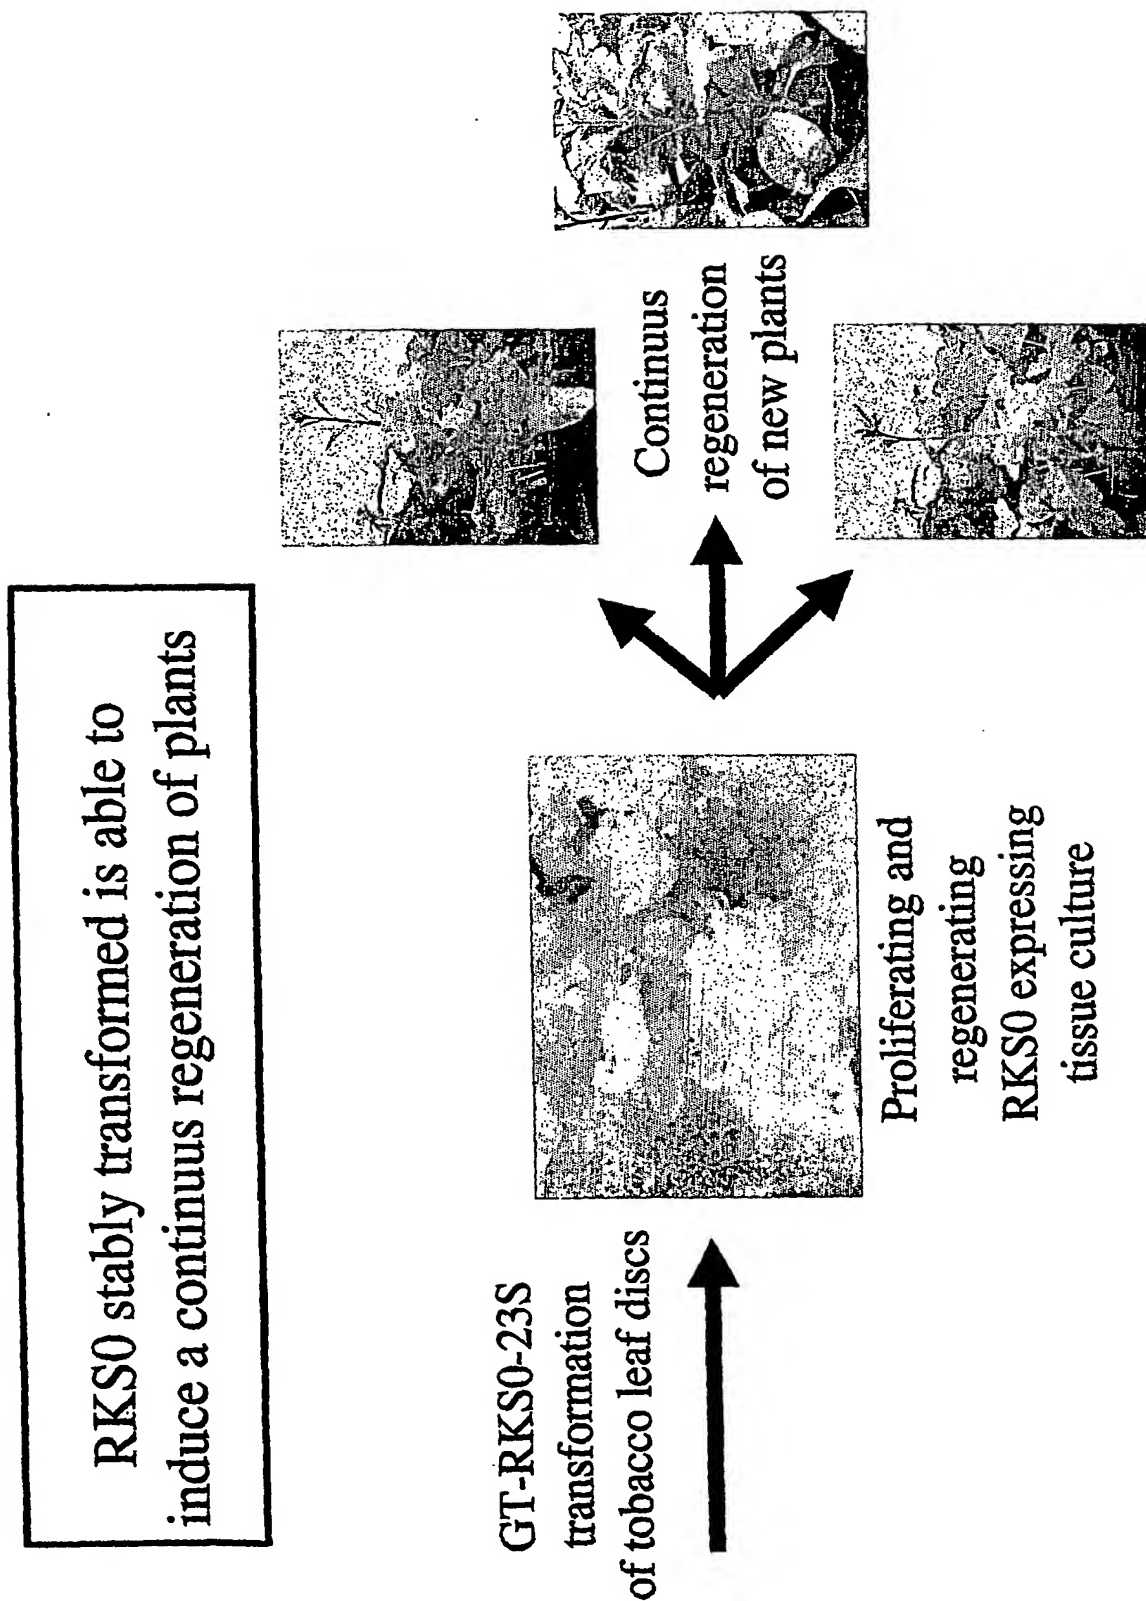 RKS0 stably transformed is able to
induce a continuus regeneration of plants
GT-RKS0-23S
transformation
of tobacco leaf discs
Proliferating and
regenerating
RKS0 expressing
tissue culture
Continuus
regeneration
of new plants